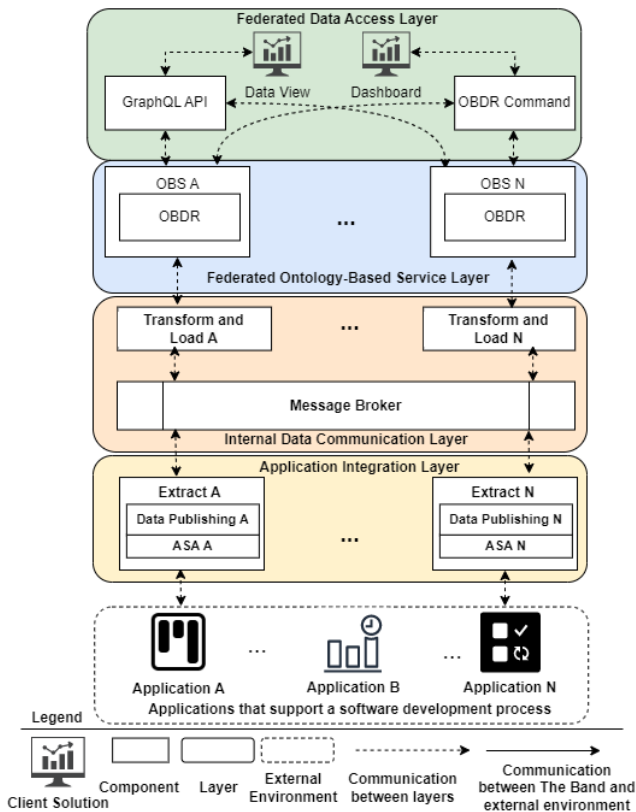 Federated Data Access Layer
GraphQL API
Data View
Dashboard
OBDR Command
OBS A
OBDR
...
OBS N
OBDR
Federated Ontology-Based Service Layer
Transform and
Load A
...
Transform and
Load N
Message Broker
Internal Data Communication Layer
Application Integration Layer
Extract A
Data Publishing A
ASA A
...
Extract N
Data Publishing N
ASA N
...
...
Application A
Application B
Application N
Applications that support a software development process
Legend
Client Solution
Component
Layer
External
Environment
Communication
between layers
Communication
between The Band and
external environment